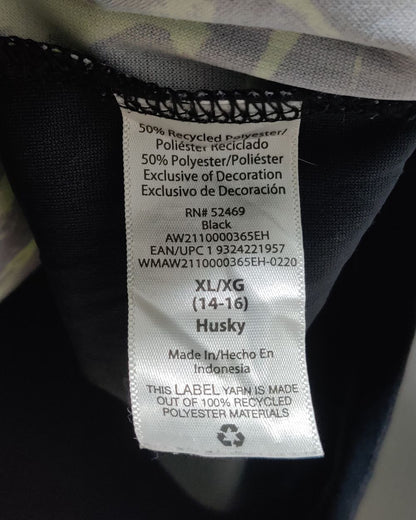 50% Recycled Polyester/
Poliéster Reciclado
50% Polyester/Poliéster
Exclusive of Decoration
Exclusivo de Decoración
RN# 52469
Black
AW2110000365EH
EAN/UPC 1 9324221957
WMAW2110000365EH-0220
XL/XG
(14-16)
Husky
Made In/Hecho En
Indonesia
THIS LABEL YARN IS MADE
OUT OF 100% RECYCLED
POLYESTER MATERIALS